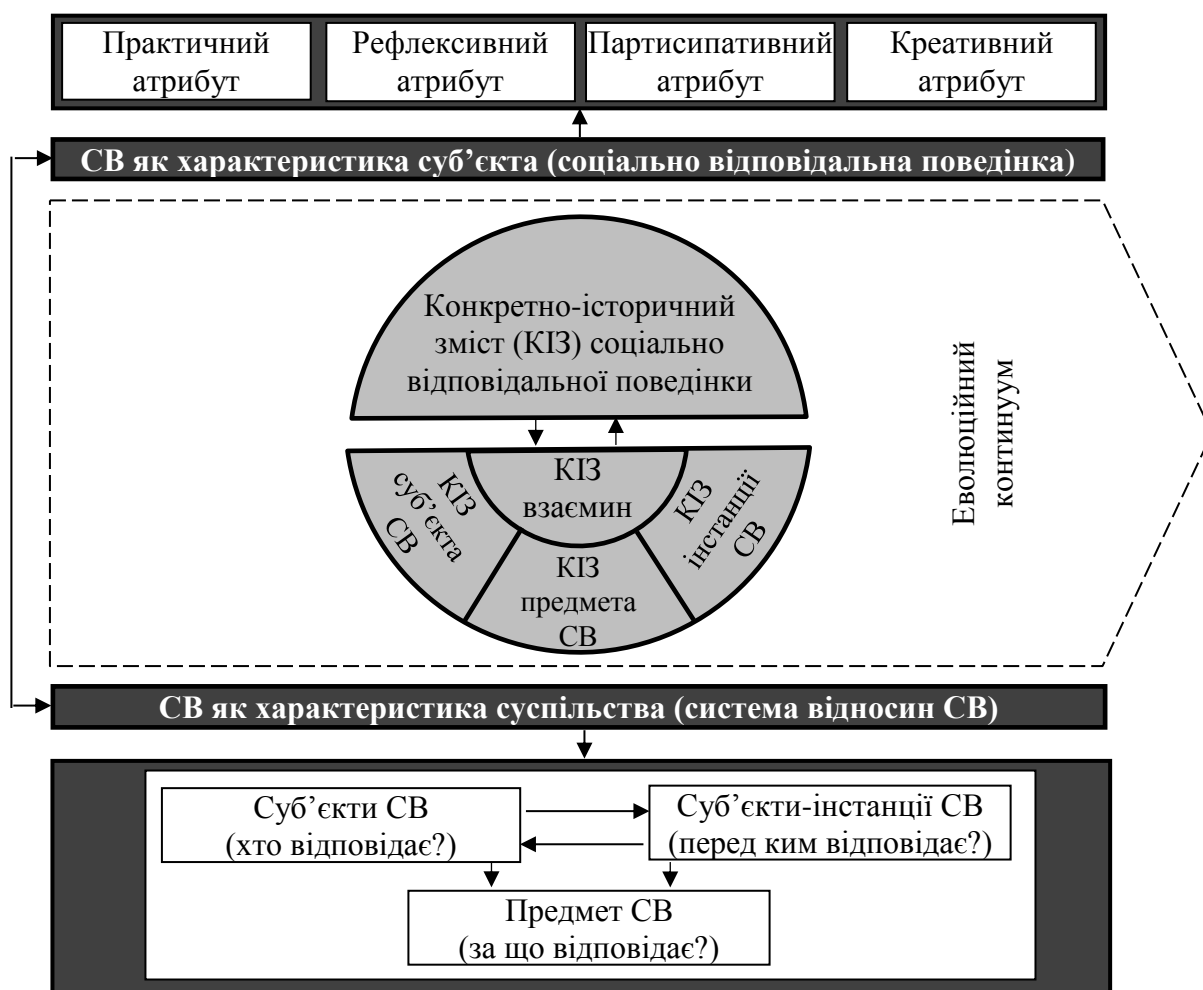 Практичний
атрибут
Рефлексивний
атрибут
Партисипативний
атрибут
Креативний
атрибут
СВ як характеристика суб’єкта (соціально відповідальна поведінка)
Конкретно-історичний
зміст (КІЗ) соціально
відповідальної поведінки
КІЗ
взаємин
КІЗ
суб’єкта
СВ
КІЗ
предмета
СВ
КІЗ
інстанції
СВ
Еволюційний
континуум
СВ як характеристика суспільства (система відносин СВ)
Суб’єкти СВ
(хто відповідає?)
Суб’єкти-інстанції СВ
(перед ким відповідає?)
Предмет СВ
(за що відповідає?)